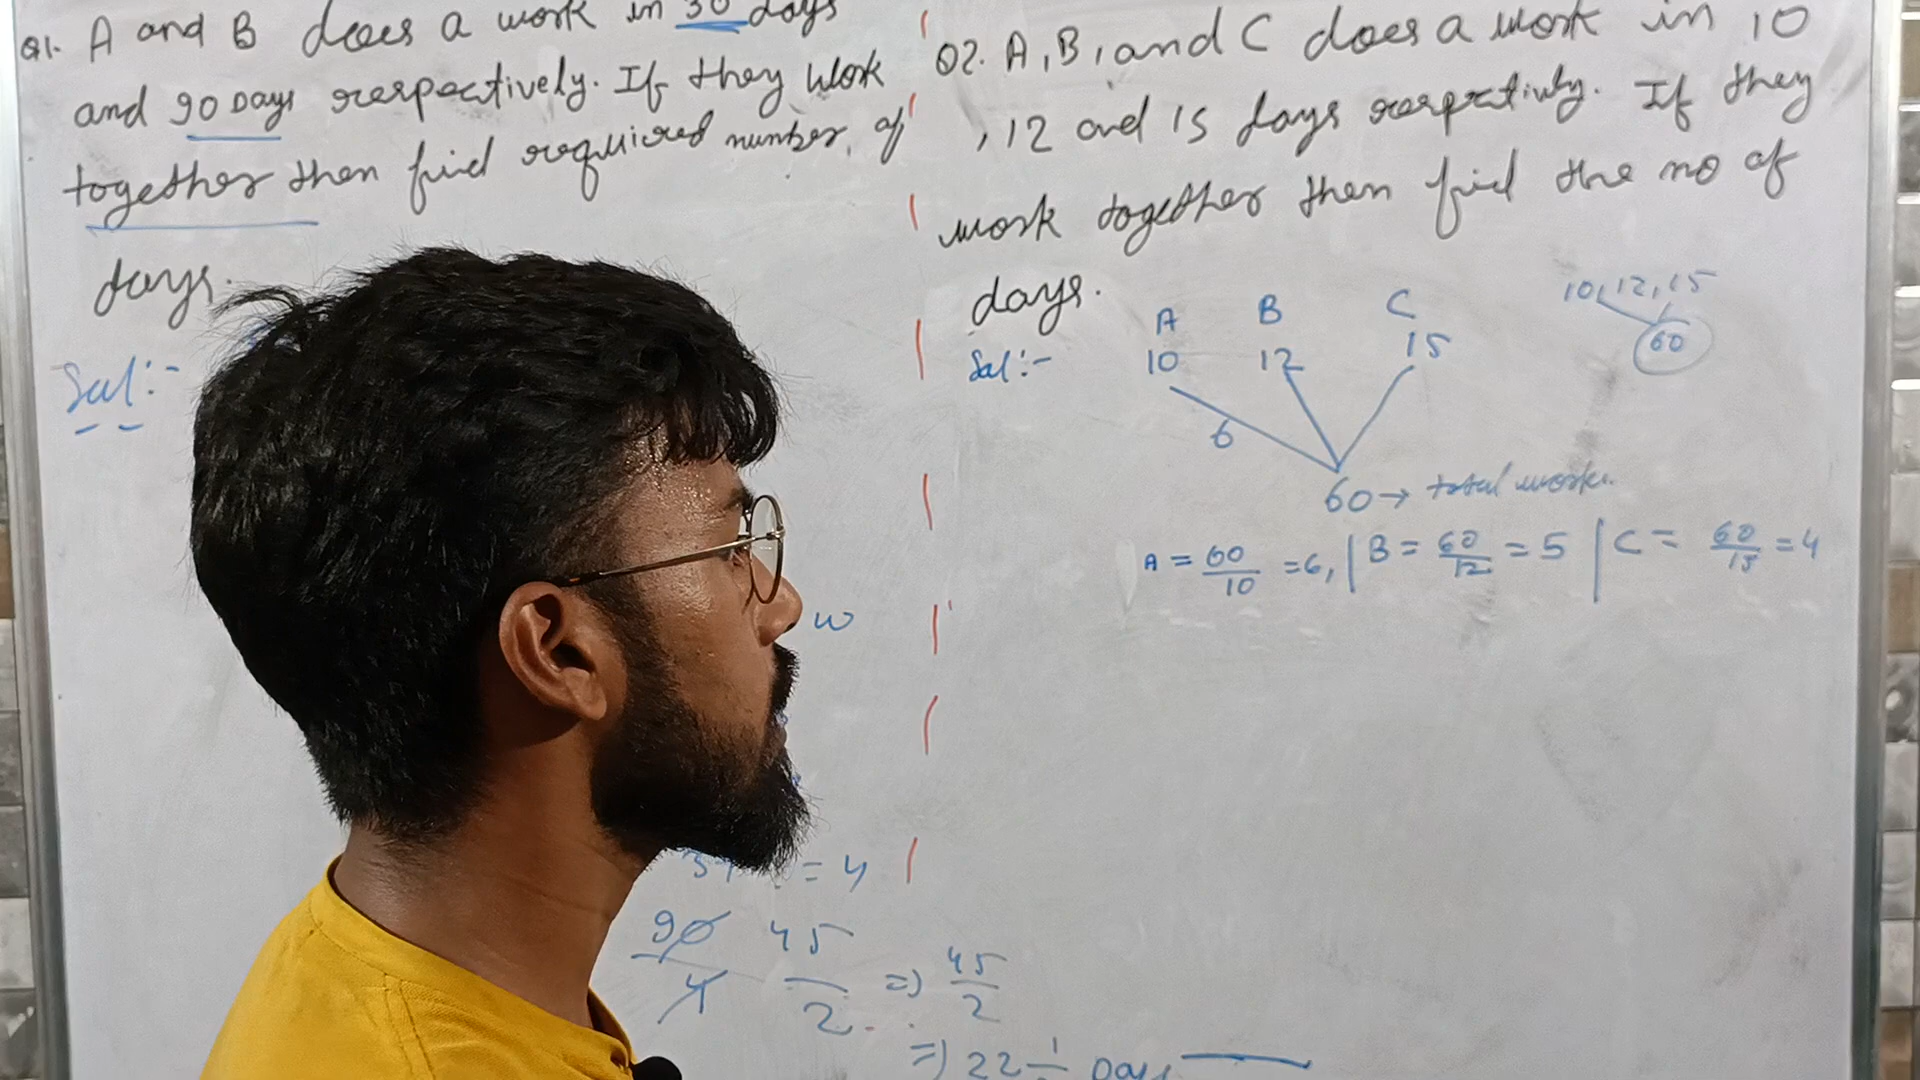 Q1. A and B does a work in 30 days
and 90 Days respectively. If they work
together then find required number of
days.
Sol:-
w
= 4
90 45
4 2 => 45
2
=) 22 1 Days
Q2. A, B, and C does a work in 10
, 12 and 15 days respectively. If they
work together then find the no of
days.
10, 12, 15
60
Sol:-
A B C
10 12 15
6
60 → total work.
A = 60/10 = 6, | B = 60/12 = 5 | C = 60/15 = 4